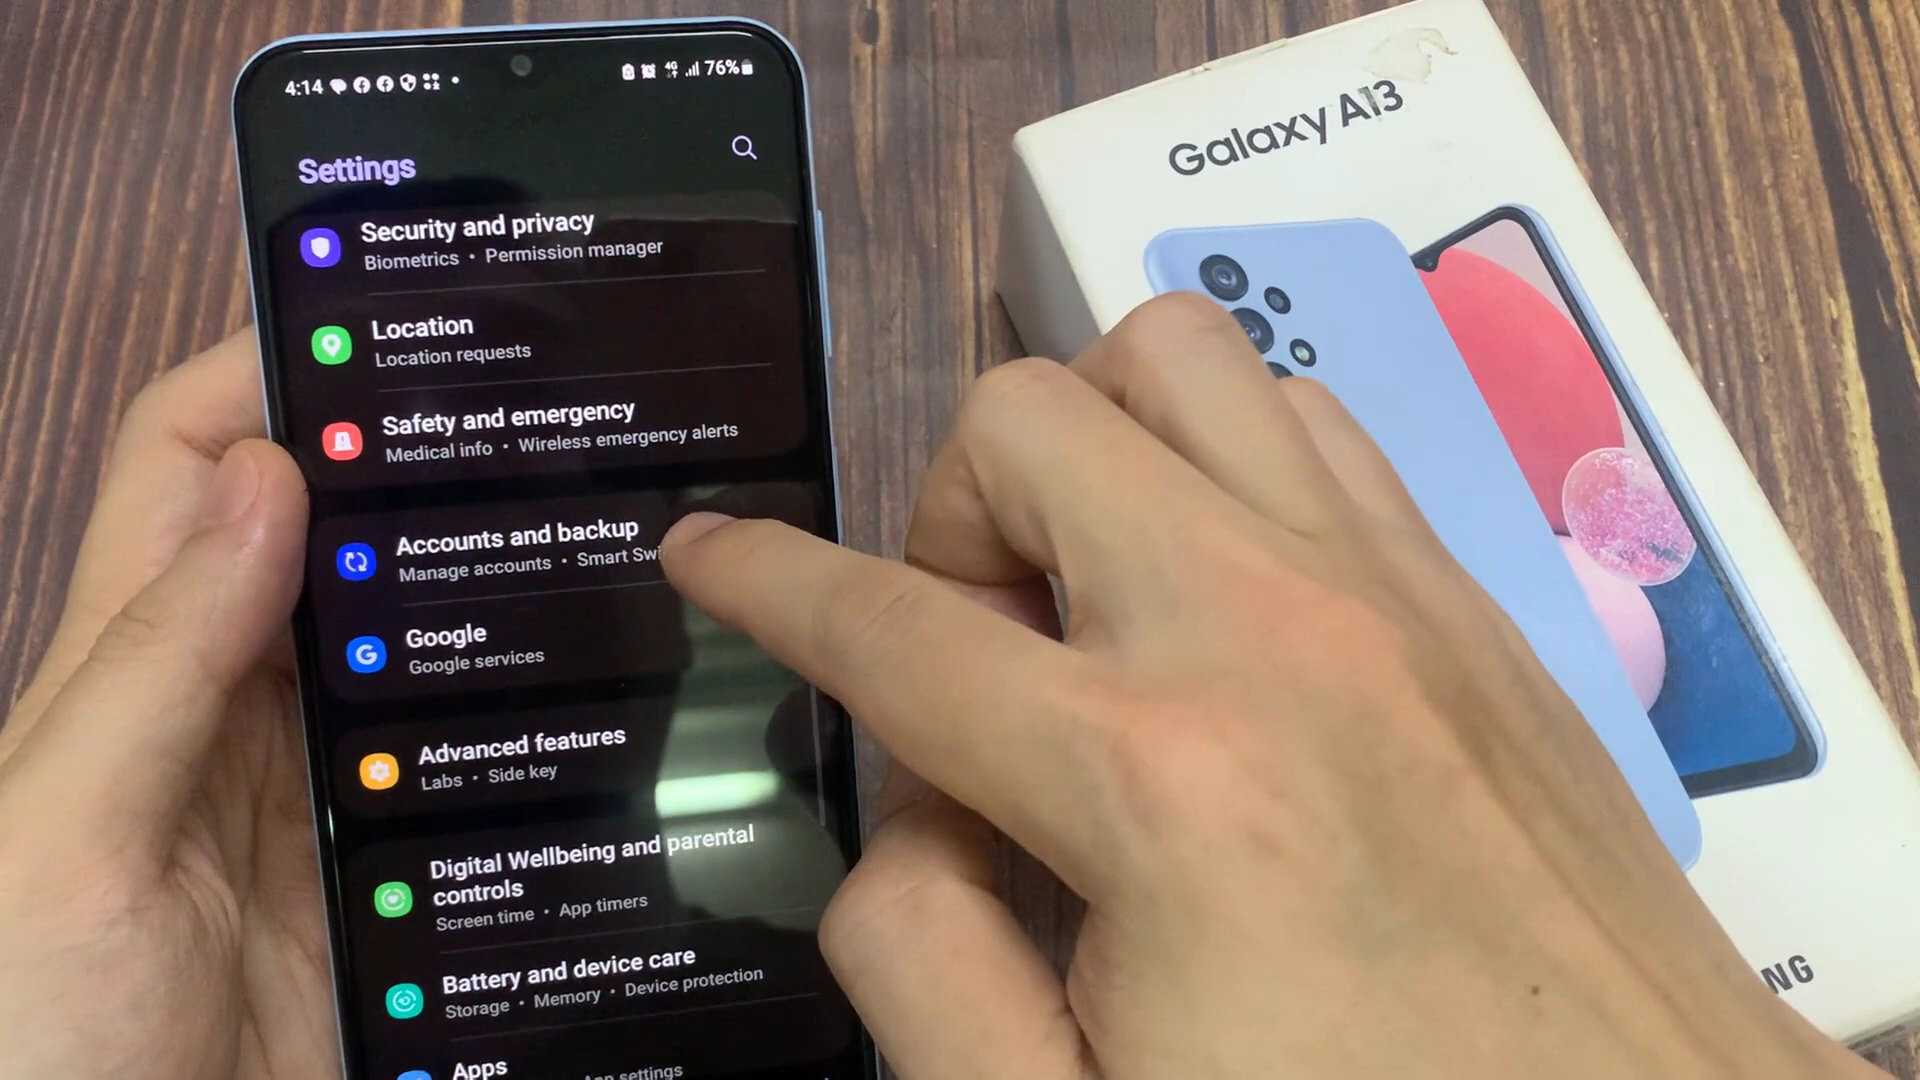 4:14
4G
76%
Settings
Security and privacy
Biometrics • Permission manager
Location
Location requests
Safety and emergency
Medical info • Wireless emergency alerts
Accounts and backup
Manage accounts • Smart Swi
Google
Google services
Advanced features
Labs • Side key
Digital Wellbeing and parental
controls
Screen time • App timers
Battery and device care
Storage • Memory • Device protection
Apps
App settings
Galaxy A13
NG